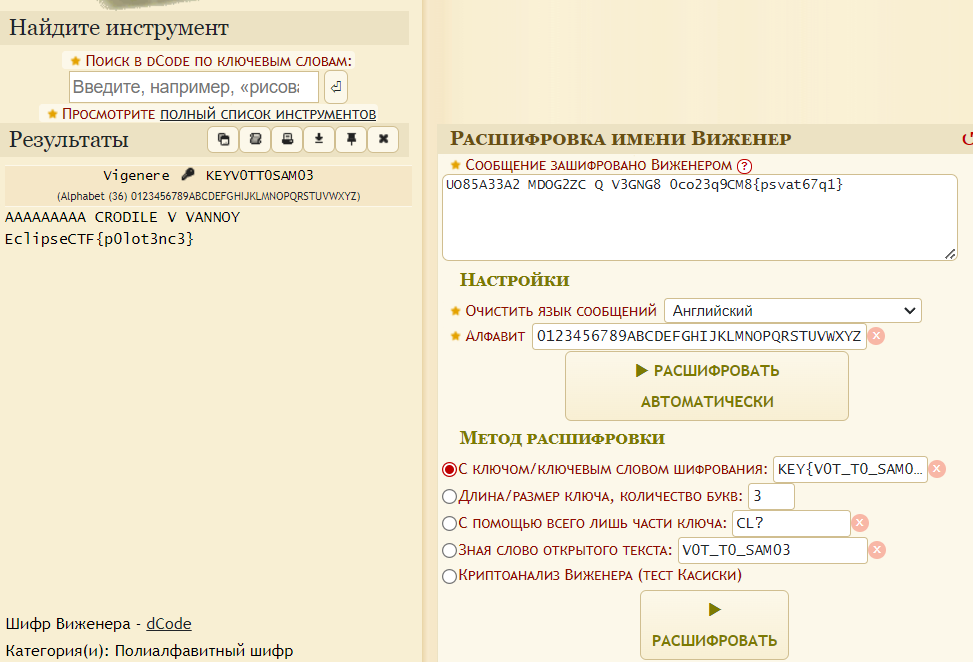 Найдите инструмент
Поиск в dCode по ключевым словам:
Введите, например, «рисова
Просмотрите полный список инструментов
Результаты
Vigenere KEYV0TT0SAM03
(Alphabet (36) 0123456789ABCDEFGHIJKLMNOPQRSTUVWXYZ)
AAAAAAAAA CRODILE V VANNOY
EclipseCTF{p0lot3nc3}
Шифр Виженера - dCode
Категория(и): Полиалфавитный шифр
Расшифровка имени Виженер
Сообщение зашифровано Виженером (?)
UO85A33A2 MDOG2ZC Q V3GNG8 0co23q9CM8{psvat67q1}
Настройки
Очистить язык сообщений Английский
Алфавит 0123456789ABCDEFGHIJKLMNOPQRSTUVWXYZ
РАСШИФРОВАТЬ
АВТОМАТИЧЕСКИ
Метод расшифровки
С ключом/ключевым словом шифрования: KEY{V0T_T0_SAM0...
Длина/размер ключа, количество букв: 3
С помощью всего лишь части ключа: CL?
Зная слово открытого текста: V0T_T0_SAM03
Криптоанализ Виженера (тест Касиски)
РАСШИФРОВАТЬ